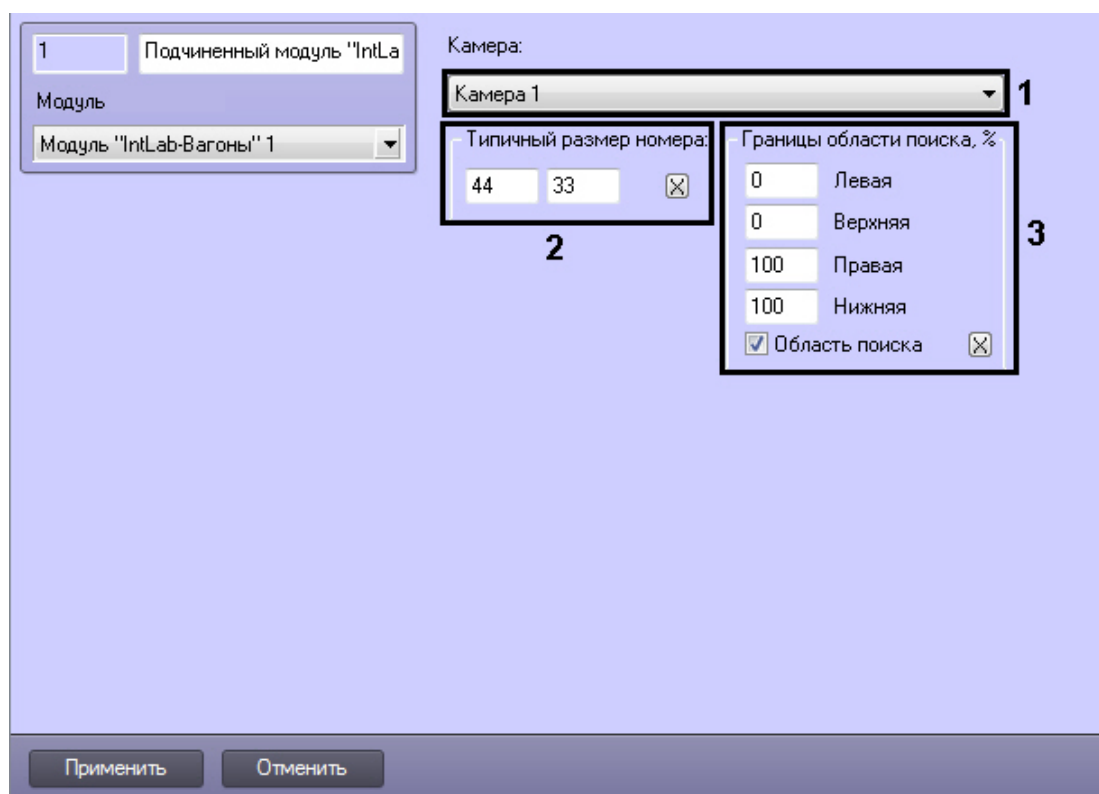 1
Подчиненный модуль "IntLa
Модуль
Модуль "IntLab-Вагоны" 1
Камера:
Камера 1
1
Типичный размер номера:
44 33
2
Границы области поиска, %
0 Левая
0 Верхняя
100 Правая
100 Нижняя
Область поиска
3
Применить Отменить